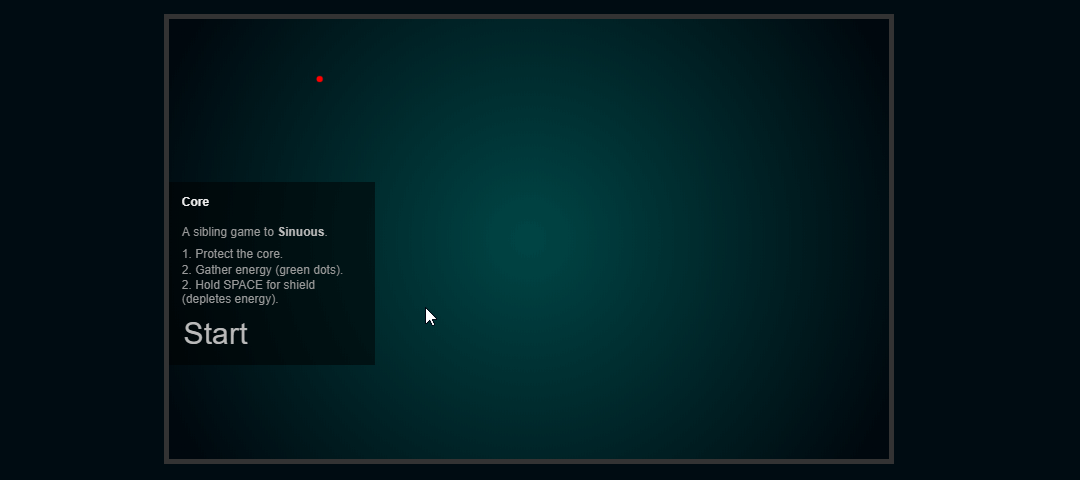 Core
A sibling game to Sinuous.
1. Protect the core.
2. Gather energy (green dots).
2. Hold SPACE for shield
(depletes energy).
Start